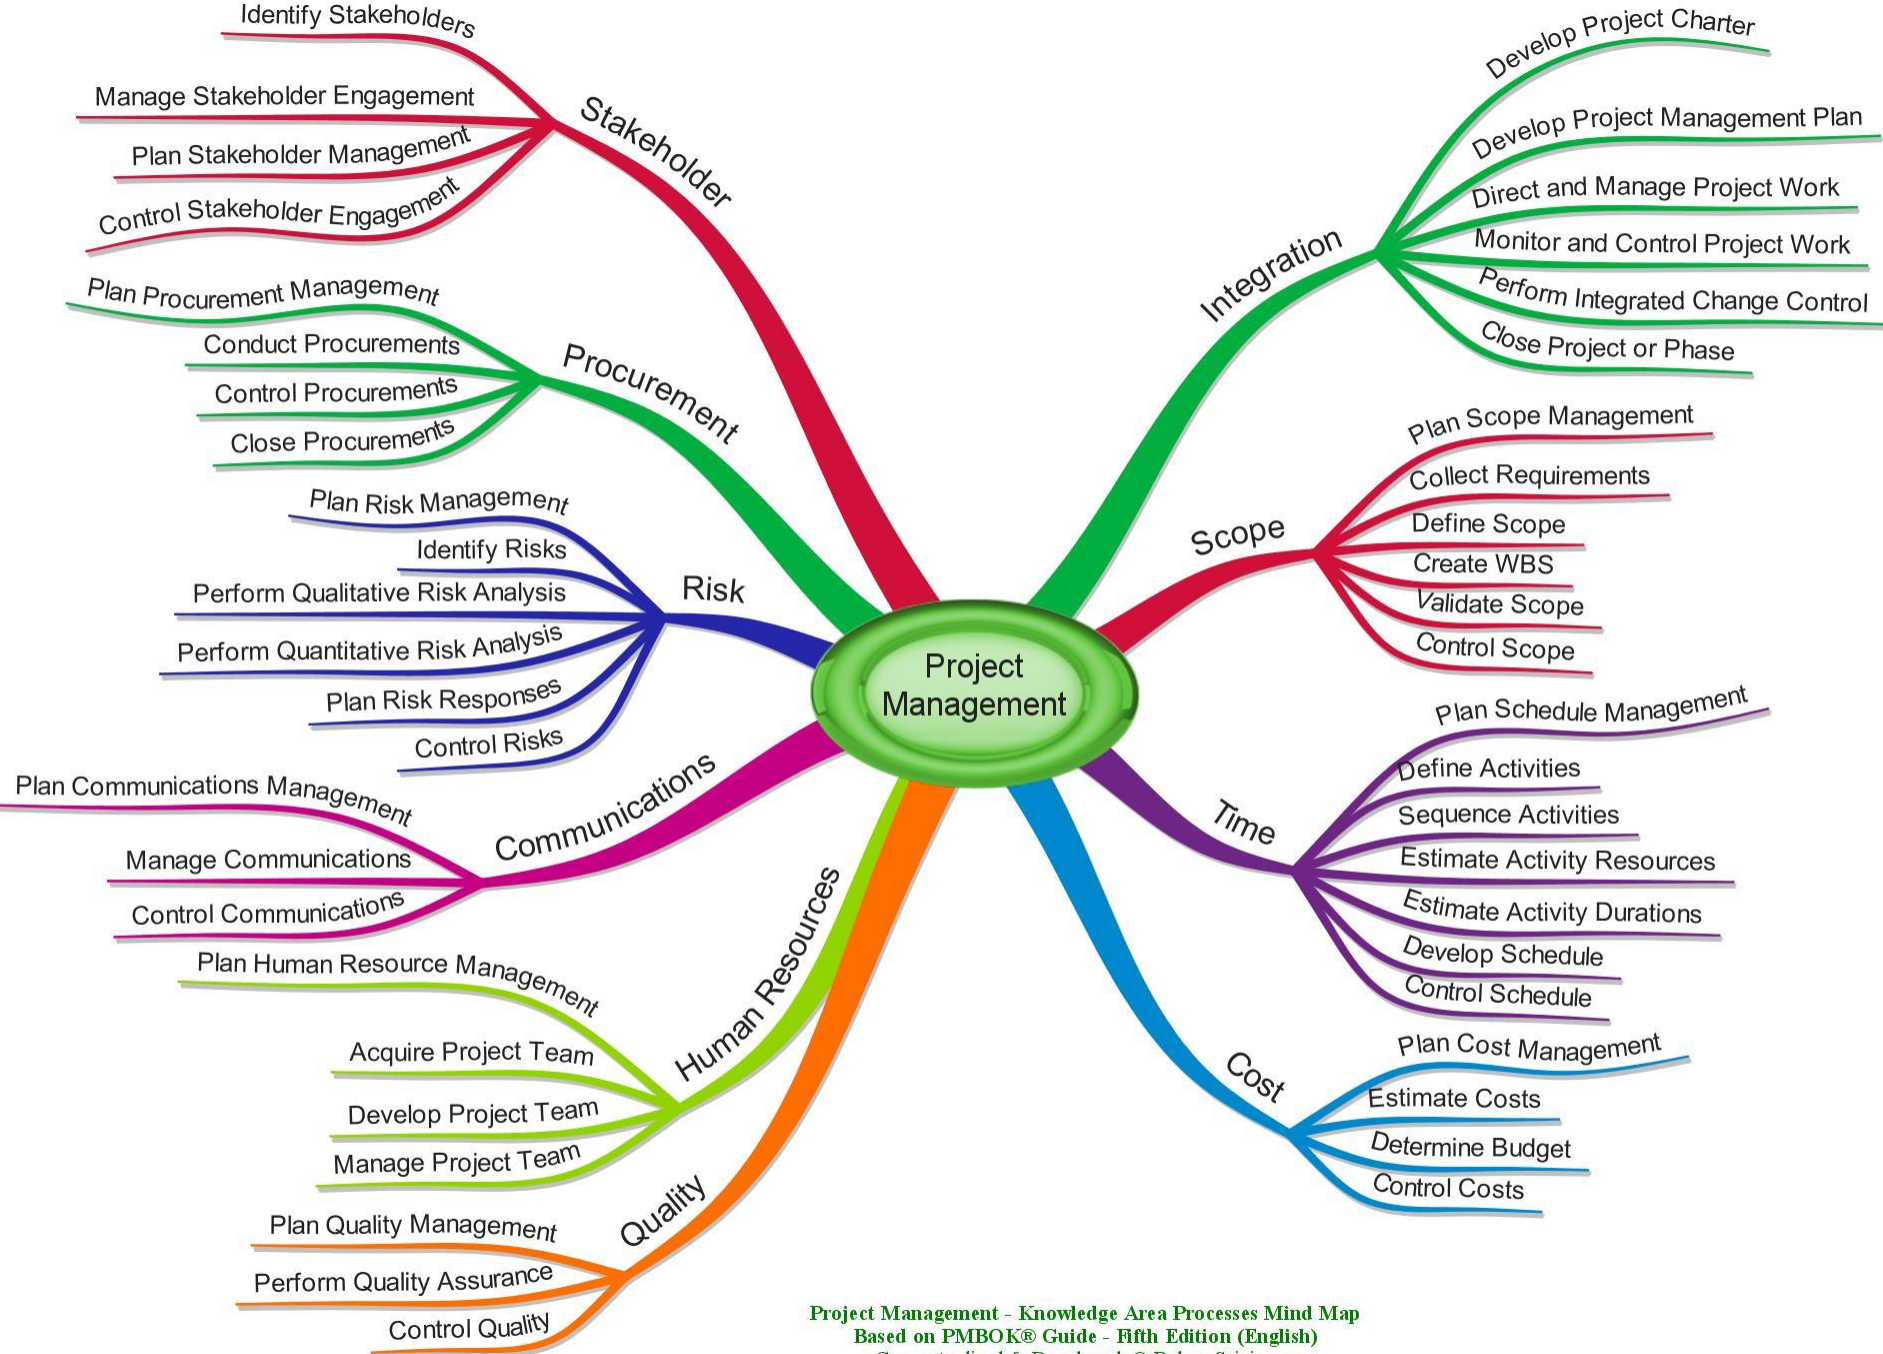 Project
Management
Integration
Develop Project Charter
Develop Project Management Plan
Direct and Manage Project Work
Monitor and Control Project Work
Perform Integrated Change Control
Close Project or Phase
Scope
Plan Scope Management
Collect Requirements
Define Scope
Create WBS
Validate Scope
Control Scope
Time
Plan Schedule Management
Define Activities
Sequence Activities
Estimate Activity Resources
Estimate Activity Durations
Develop Schedule
Control Schedule
Cost
Plan Cost Management
Estimate Costs
Determine Budget
Control Costs
Stakeholder
Identify Stakeholders
Manage Stakeholder Engagement
Plan Stakeholder Management
Control Stakeholder Engagement
Procurement
Plan Procurement Management
Conduct Procurements
Control Procurements
Close Procurements
Risk
Plan Risk Management
Identify Risks
Perform Qualitative Risk Analysis
Perform Quantitative Risk Analysis
Plan Risk Responses
Control Risks
Communications
Plan Communications Management
Manage Communications
Control Communications
Human Resources
Plan Human Resource Management
Acquire Project Team
Develop Project Team
Manage Project Team
Quality
Plan Quality Management
Perform Quality Assurance
Control Quality
Project Management - Knowledge Area Processes Mind Map
Based on PMBOK® Guide - Fifth Edition (English)